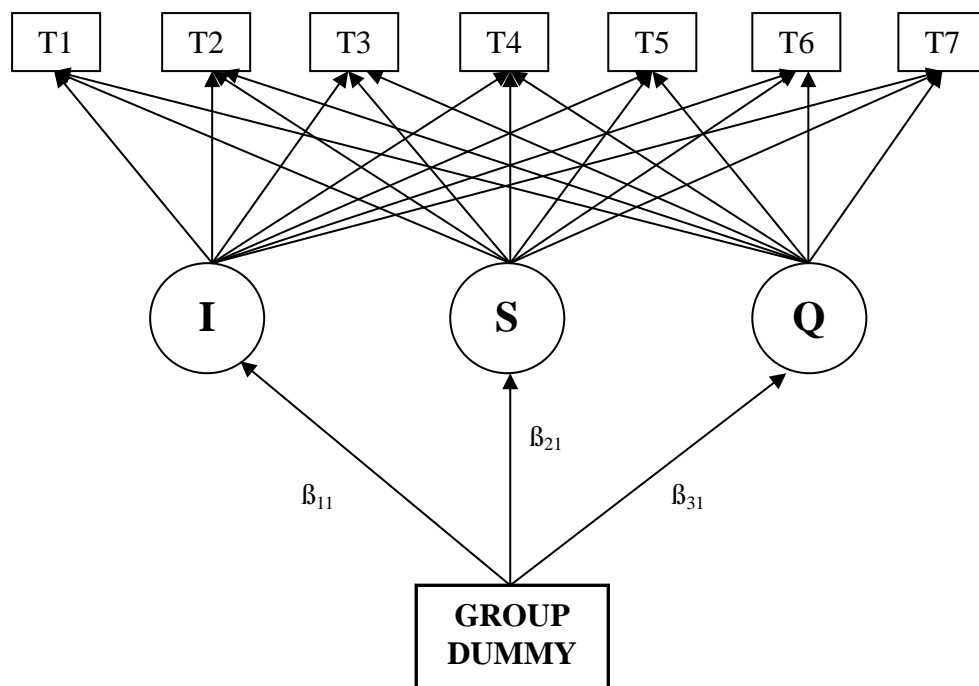 T1 T2 T3 T4 T5 T6 T7
I S Q
ß21
ß11 ß31
GROUP
DUMMY